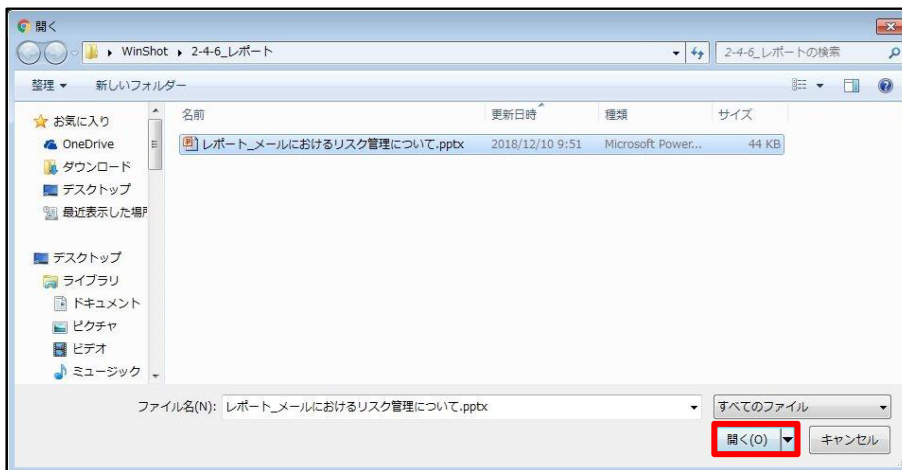 開く
WinShot ▸ 2-4-6_レポート
2-4-6_レポートの検索
整理 ▼ 新しいフォルダー
名前 更新日時 種類 サイズ
レポート_メールにおけるリスク管理について.pptx 2018/12/10 9:51 Microsoft Power... 44 KB
お気に入り
OneDrive
ダウンロード
デスクトップ
最近表示した場所
デスクトップ
ライブラリ
ドキュメント
ピクチャ
ビデオ
ミュージック
ファイル名(N): レポート_メールにおけるリスク管理について.pptx
すべてのファイル
開く(O) キャンセル